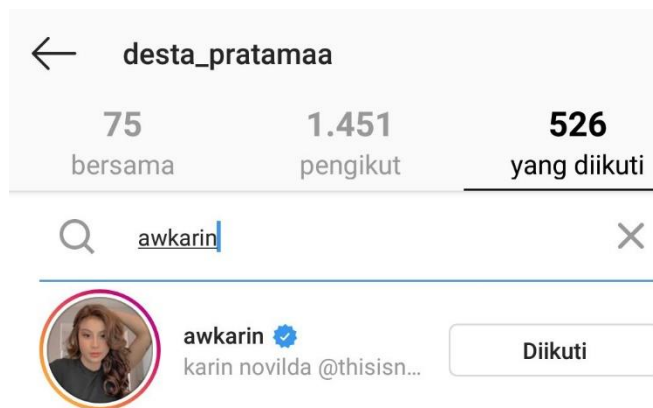 desta_pratamaa
75 1.451 526
bersama pengikut yang diikuti
awkarin
awkarin
karin novilda @thisisn...
Diikuti